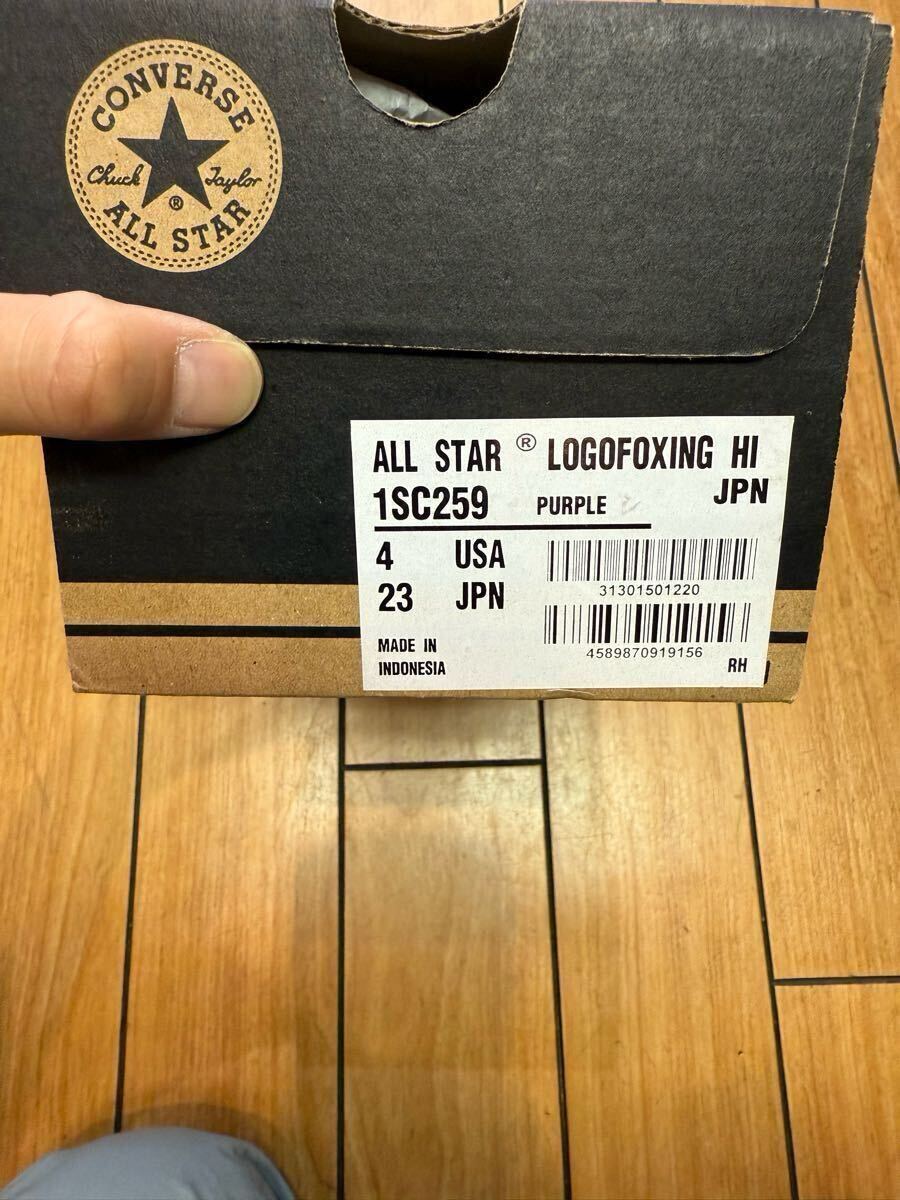 CONVERSE
Chuck Taylor
®
ALL STAR
ALL STAR ® LOGOFOXING HI
1SC259 PURPLE JPN
4 USA
23 JPN
31301501220
MADE IN
INDONESIA
4589870919156
RH